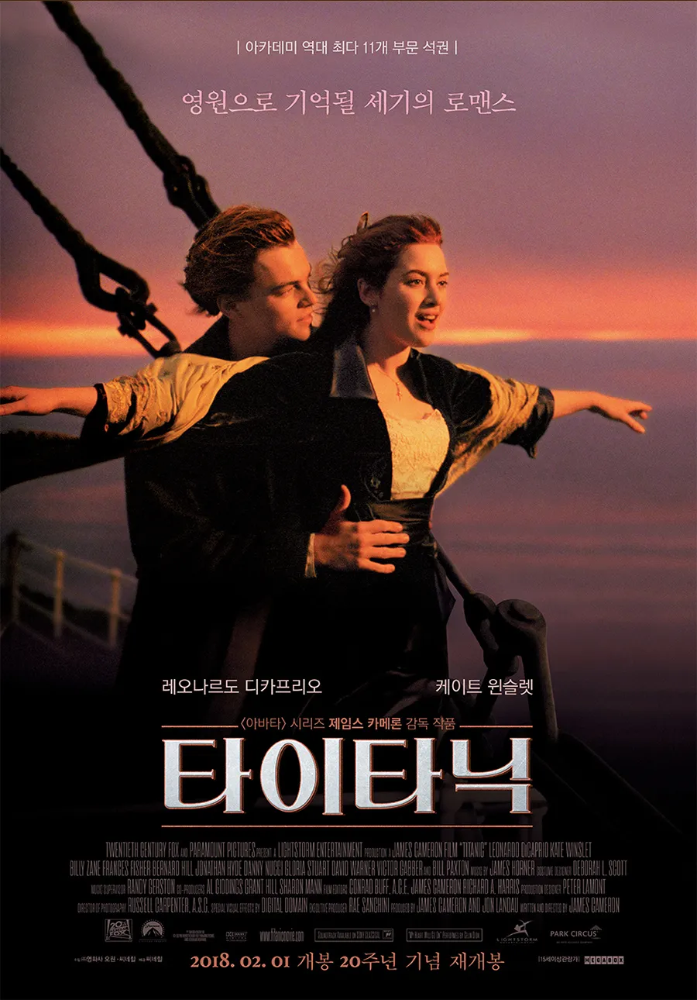 | 아카데미 역대 최다 11개 부문 석권 |
영원으로 기억될 세기의 로맨스
레오나르도 디카프리오 케이트 윈슬렛
<아바타> 시리즈 제임스 카메론 감독 작품
타이타닉
TWENTIETH CENTURY FOX AND PARAMOUNT PICTURES PRESENT A LIGHTSTORM ENTERTAINMENT PRODUCTION A JAMES CAMERON FILM "TITANIC" LEONARDO DiCAPRIO KATE WINSLET
BILLY ZANE FRANCES FISHER BERNARD HILL JONATHAN HYDE DANNY NUCCI GLORIA STUART DAVID WARNER VICTOR GARBER AND BILL PAXTON MUSIC BY JAMES HORNER COSTUME DESIGNER DEBORAH L. SCOTT
MUSIC SUPERVISOR RANDY GERSTON CO-PRODUCERS AL GIDDINGS GRANT HILL SHARON MANN FILM EDITORS CONRAD BUFF, A.C.E. JAMES CAMERON RICHARD A. HARRIS PRODUCTION DESIGNER PETER LAMONT
DIRECTOR OF PHOTOGRAPHY RUSSELL CARPENTER, A.S.C. SPECIAL VISUAL EFFECTS BY DIGITAL DOMAIN EXECUTIVE PRODUCER RAE SANCHINI PRODUCED BY JAMES CAMERON AND JON LANDAU WRITTEN AND DIRECTED BY JAMES CAMERON
20th CENTURY FOX Paramount DOLBY www.titanicmovie.com SOUNDTRACK AVAILABLE ON SONY CLASSICAL "MY HEART WILL GO ON" PERFORMED BY CELINE DION LIGHTSTORM PARK CIRCUS
수입 (주)영화사 오원·씨네힐 배급 씨네힐 2018. 02. 01 개봉 20주년 기념 재개봉 [15세이상관람가] MEGABOX